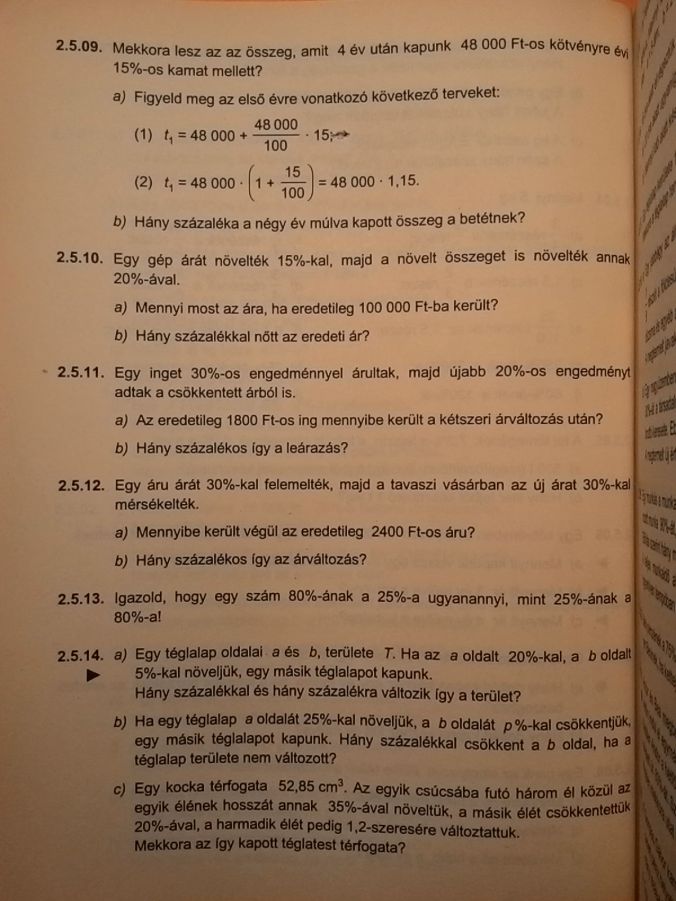 2.5.09. Mekkora lesz az az összeg, amit 4 év után kapunk 48 000 Ft-os kötvényre évi
15%-os kamat mellett?
a) Figyeld meg az első évre vonatkozó következő terveket:
(1) t₁ = 48 000 + 48 000/100 · 15;
(2) t₁ = 48 000 · (1 + 15/100) = 48 000 · 1,15.
b) Hány százaléka a négy év múlva kapott összeg a betétnek?
2.5.10. Egy gép árát növelték 15%-kal, majd a növelt összeget is növelték annak
20%-ával.
a) Mennyi most az ára, ha eredetileg 100 000 Ft-ba került?
b) Hány százalékkal nőtt az eredeti ár?
2.5.11. Egy inget 30%-os engedménnyel árultak, majd újabb 20%-os engedményt
adtak a csökkentett árból is.
a) Az eredetileg 1800 Ft-os ing mennyibe került a kétszeri árváltozás után?
b) Hány százalékos így a leárazás?
2.5.12. Egy áru árát 30%-kal felemelték, majd a tavaszi vásárban az új árat 30%-kal
mérsékelték.
a) Mennyibe került végül az eredetileg 2400 Ft-os áru?
b) Hány százalékos így az árváltozás?
2.5.13. Igazold, hogy egy szám 80%-ának a 25%-a ugyanannyi, mint 25%-ának a
80%-a!
2.5.14. a) Egy téglalap oldalai a és b, területe T. Ha az a oldalt 20%-kal, a b oldalt
5%-kal növeljük, egy másik téglalapot kapunk.
Hány százalékkal és hány százalékra változik így a terület?
b) Ha egy téglalap a oldalát 25%-kal növeljük, a b oldalát p%-kal csökkentjük,
egy másik téglalapot kapunk. Hány százalékkal csökkent a b oldal, ha a
téglalap területe nem változott?
c) Egy kocka térfogata 52,85 cm³. Az egyik csúcsába futó három él közül az
egyik élének hosszát annak 35%-ával növeltük, a másik élét csökkentettük
20%-ával, a harmadik élét pedig 1,2-szeresére változtattuk.
Mekkora az így kapott téglatest térfogata?